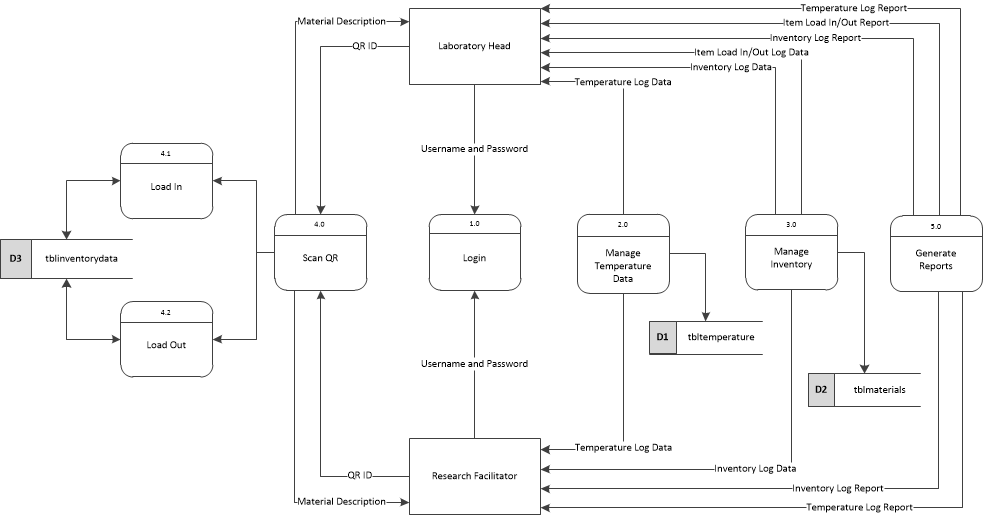 Temperature Log Report
Material Description
Item Load In/Out Report
Inventory Log Report
QR ID
Laboratory Head
Item Load In/Out Log Data
Inventory Log Data
Temperature Log Data
Username and Password
4.1
Load In
4.0
Scan QR
1.0
Login
2.0
Manage
Temperature
Data
3.0
Manage
Inventory
5.0
Generate
Reports
D3
tblinventorydata
4.2
Load Out
D1
tbltemperature
Username and Password
D2
tblmaterials
Temperature Log Data
Inventory Log Data
QR ID
Research Facilitator
Inventory Log Report
Material Description
Temperature Log Report